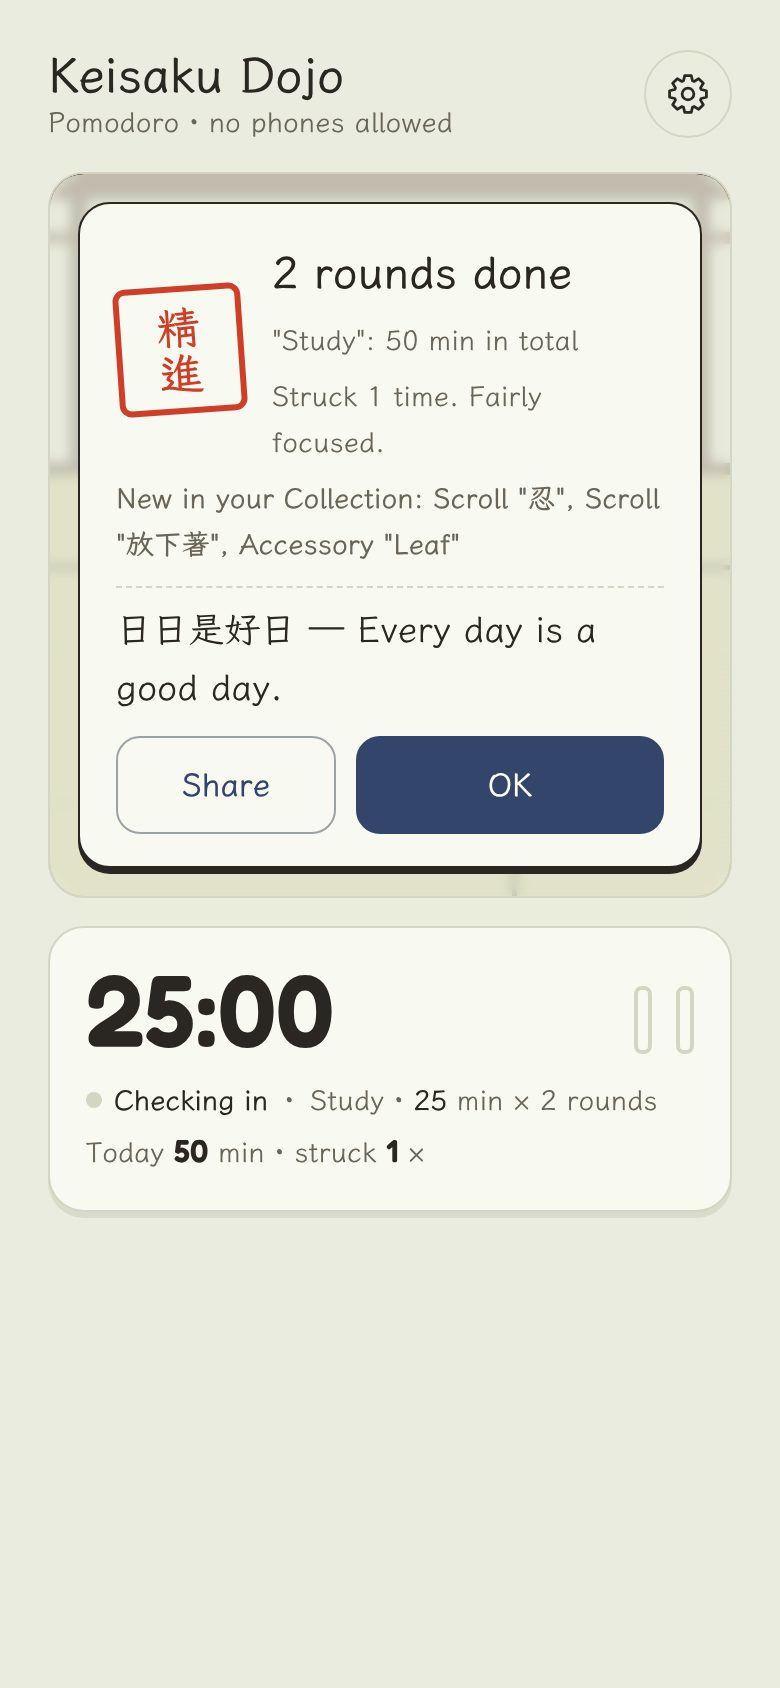 Keisaku Dojo
Pomodoro • no phones allowed
精
進
2 rounds done
"Study": 50 min in total
Struck 1 time. Fairly
focused.
New in your Collection: Scroll "忍", Scroll
"放下著", Accessory "Leaf"
日日是好日 — Every day is a
good day.
Share
OK
25:00
Checking in • Study • 25 min × 2 rounds
Today 50 min • struck 1 ×